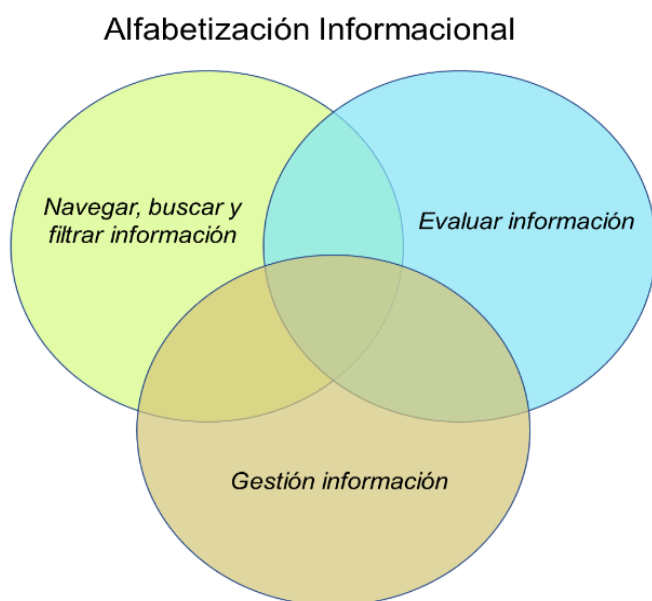 Alfabetización Informacional
Navegar, buscar y
filtrar información
Evaluar información
Gestión información